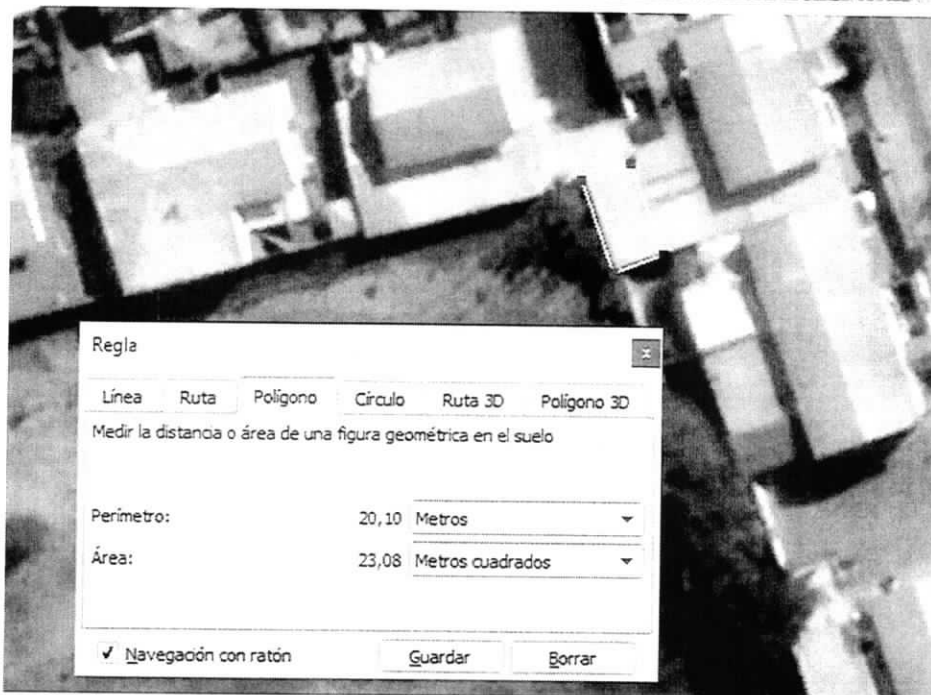 Regla
Línea Ruta Polígono Círculo Ruta 3D Polígono 3D
Medir la distancia o área de una figura geométrica en el suelo
Perímetro: 20,10 Metros
Área: 23,08 Metros cuadrados
✓ Navegación con ratón Guardar Borrar